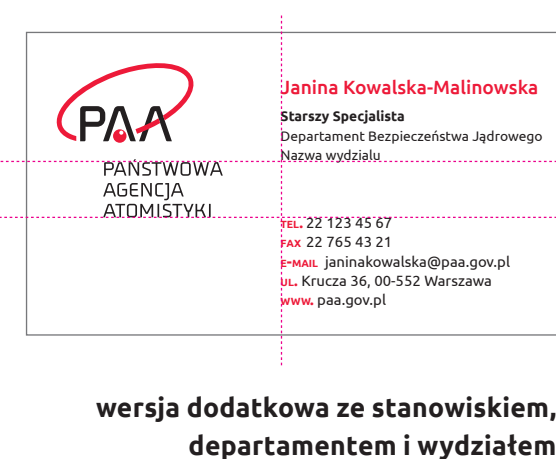 PAA
PAŃSTWOWA
AGENCJA
ATOMISTYKI
Janina Kowalska-Malinowska
Starszy Specjalista
Departament Bezpieczeństwa Jądrowego
Nazwa wydzialu
TEL. 22 123 45 67
FAX 22 765 43 21
E-MAIL janinakowalska@paa.gov.pl
UL. Krucza 36, 00-552 Warszawa
www. paa.gov.pl
wersja dodatkowa ze stanowiskiem,
departamentem i wydziałem